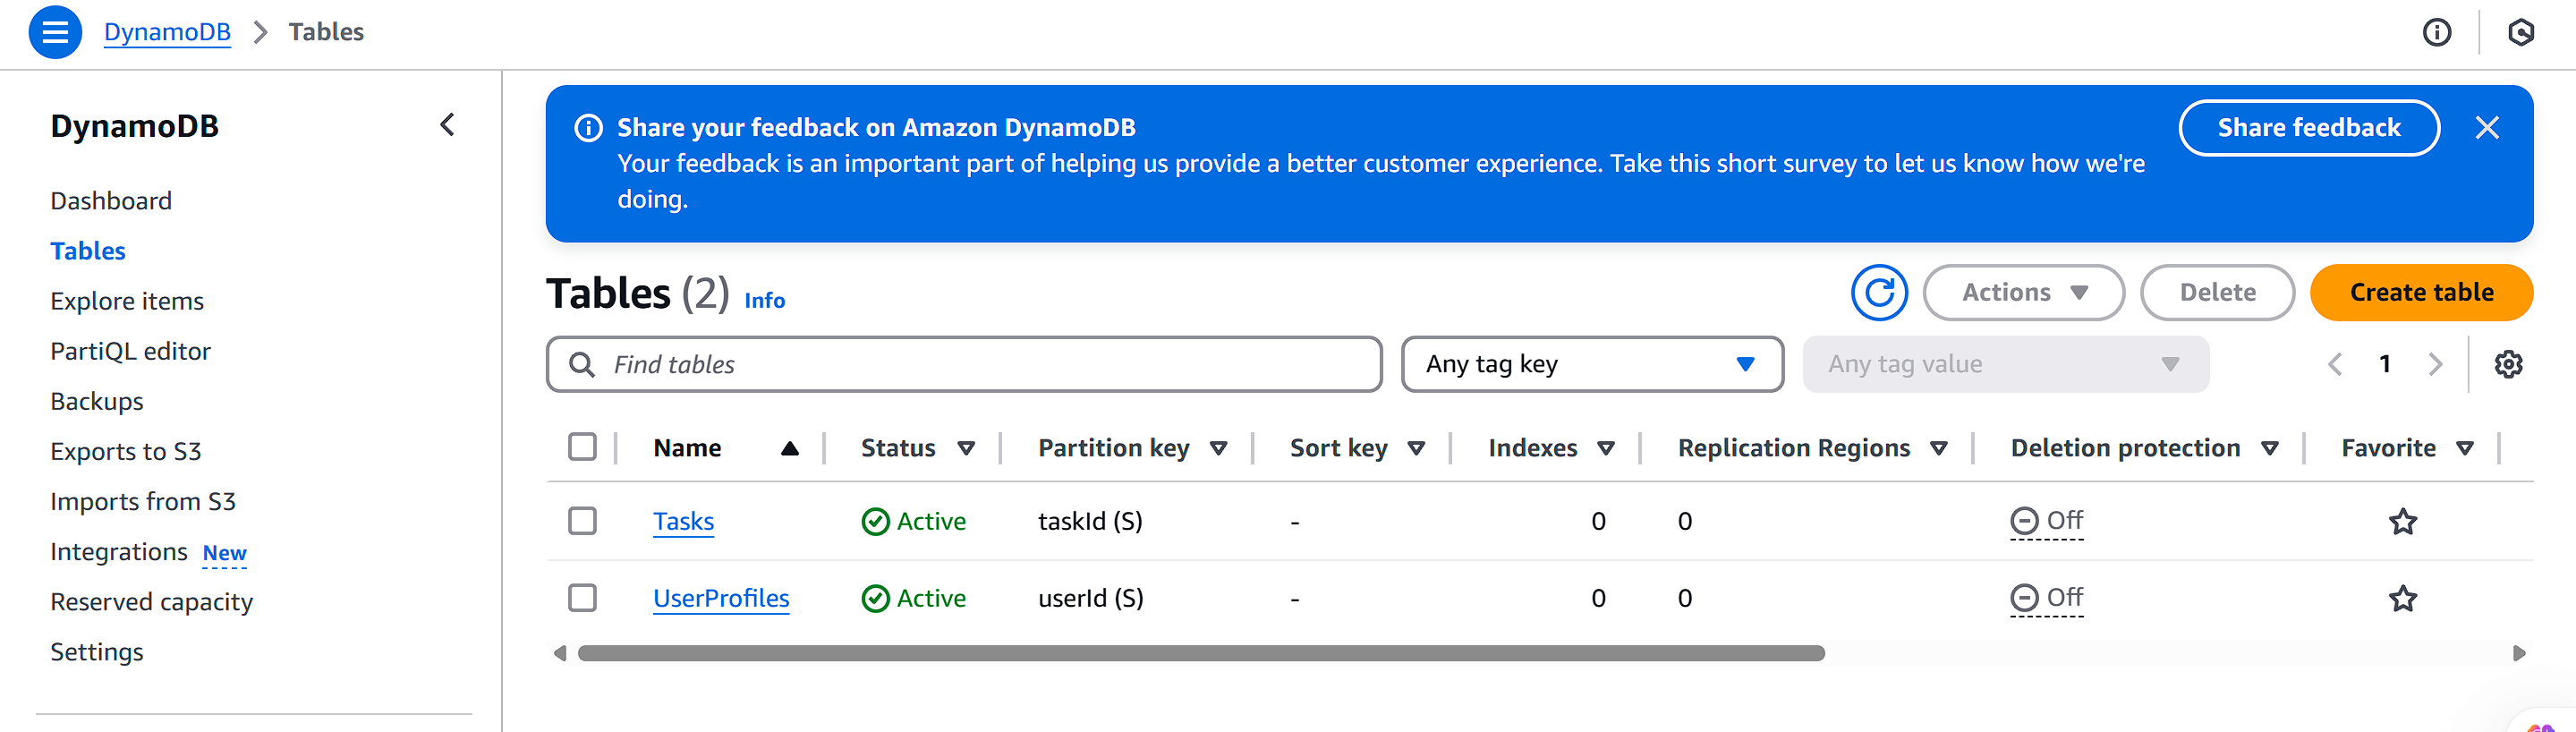 DynamoDB > Tables
DynamoDB
Dashboard
Tables
Explore items
PartiQL editor
Backups
Exports to S3
Imports from S3
Integrations New
Reserved capacity
Settings
Share your feedback on Amazon DynamoDB
Your feedback is an important part of helping us provide a better customer experience. Take this short survey to let us know how we're
doing.
Share feedback
Tables (2) Info
Actions
Delete
Create table
Find tables
Any tag key
Any tag value
1
Name Status Partition key Sort key Indexes Replication Regions Deletion protection Favorite
Tasks Active taskId (S) - 0 0 Off
UserProfiles Active userId (S) - 0 0 Off